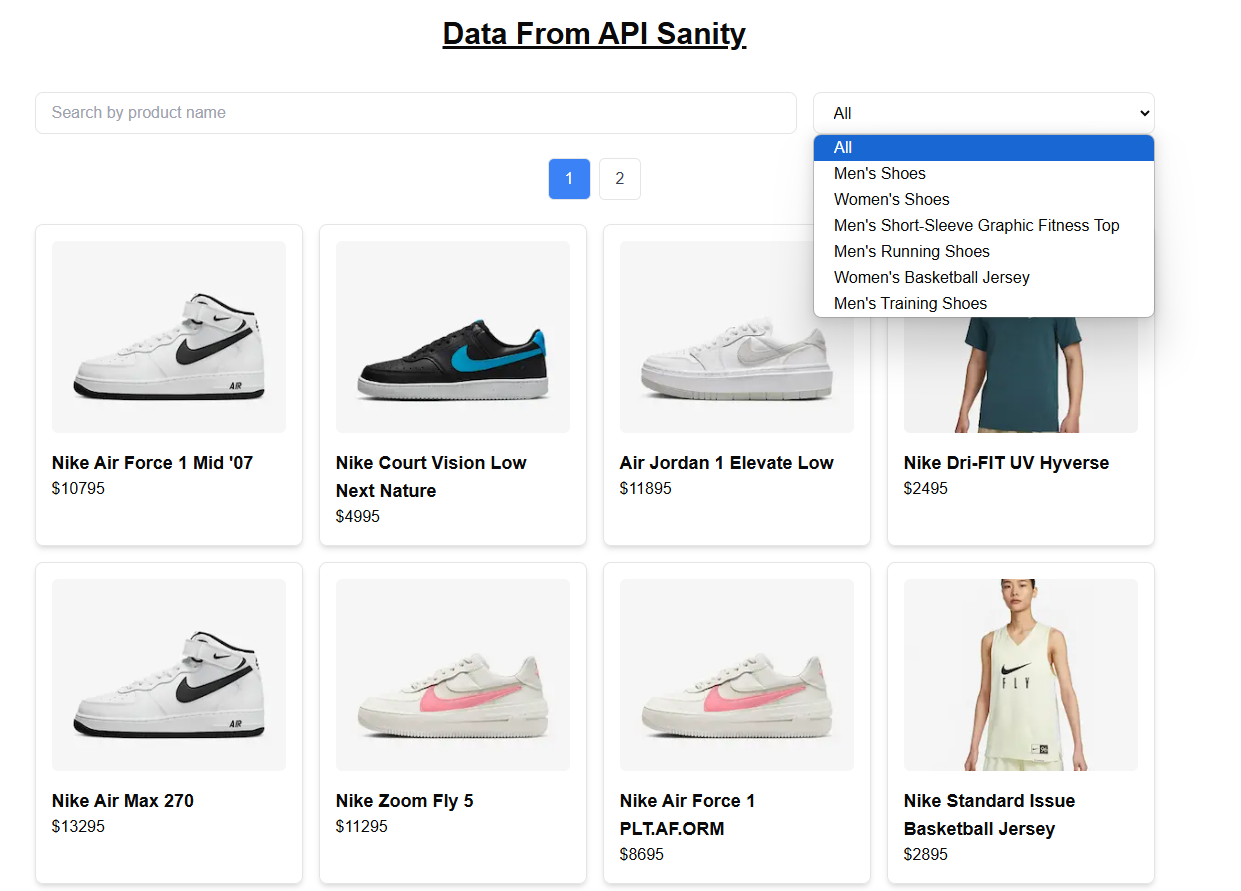 Data From API Sanity
Search by product name
All
All
Men's Shoes
Women's Shoes
Men's Short-Sleeve Graphic Fitness Top
Men's Running Shoes
Women's Basketball Jersey
Men's Training Shoes
1
2
AIR
Nike Air Force 1 Mid '07
$10795
Nike Court Vision Low
Next Nature
$4995
Air Jordan 1 Elevate Low
$11895
Nike Dri-FIT UV Hyverse
$2495
AIR
FLY
Nike Air Max 270
$13295
Nike Zoom Fly 5
$11295
Nike Air Force 1
PLT.AF.ORM
$8695
Nike Standard Issue
Basketball Jersey
$2895